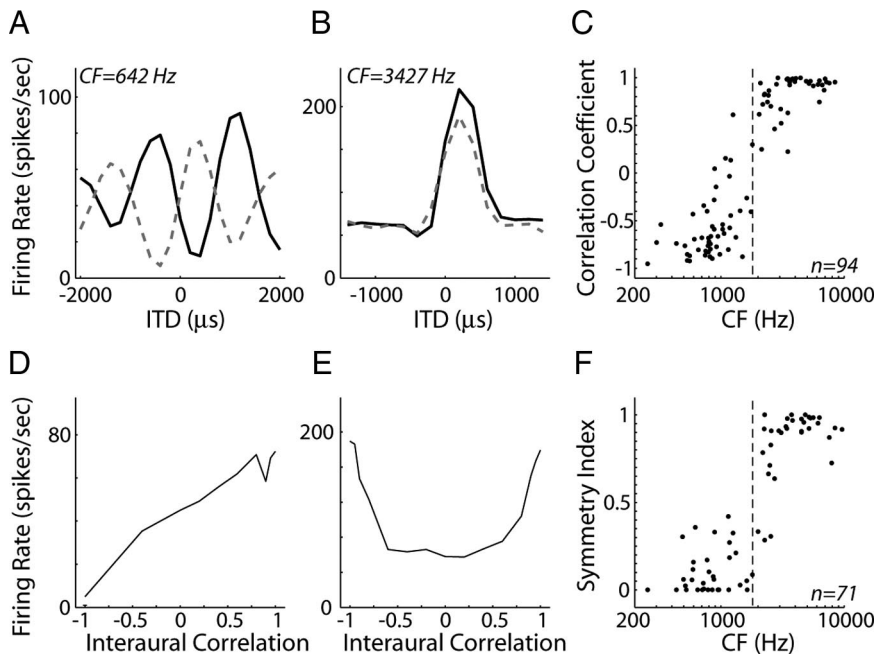 A
B
C
CF=642 Hz
CF=3427 Hz
Firing Rate (spikes/sec)
100
0
-2000 0 2000
ITD (μs)
200
0
-1000 0 1000
ITD (μs)
Correlation Coefficient
1
0.5
0
-0.5
-1
n=94
200 1000 10000
CF (Hz)
D
E
F
Firing Rate (spikes/sec)
80
0
-1 -0.5 0 0.5 1
Interaural Correlation
200
0
-1 -0.5 0 0.5 1
Interaural Correlation
Symmetry Index
1
0.5
0
n=71
200 1000 10000
CF (Hz)